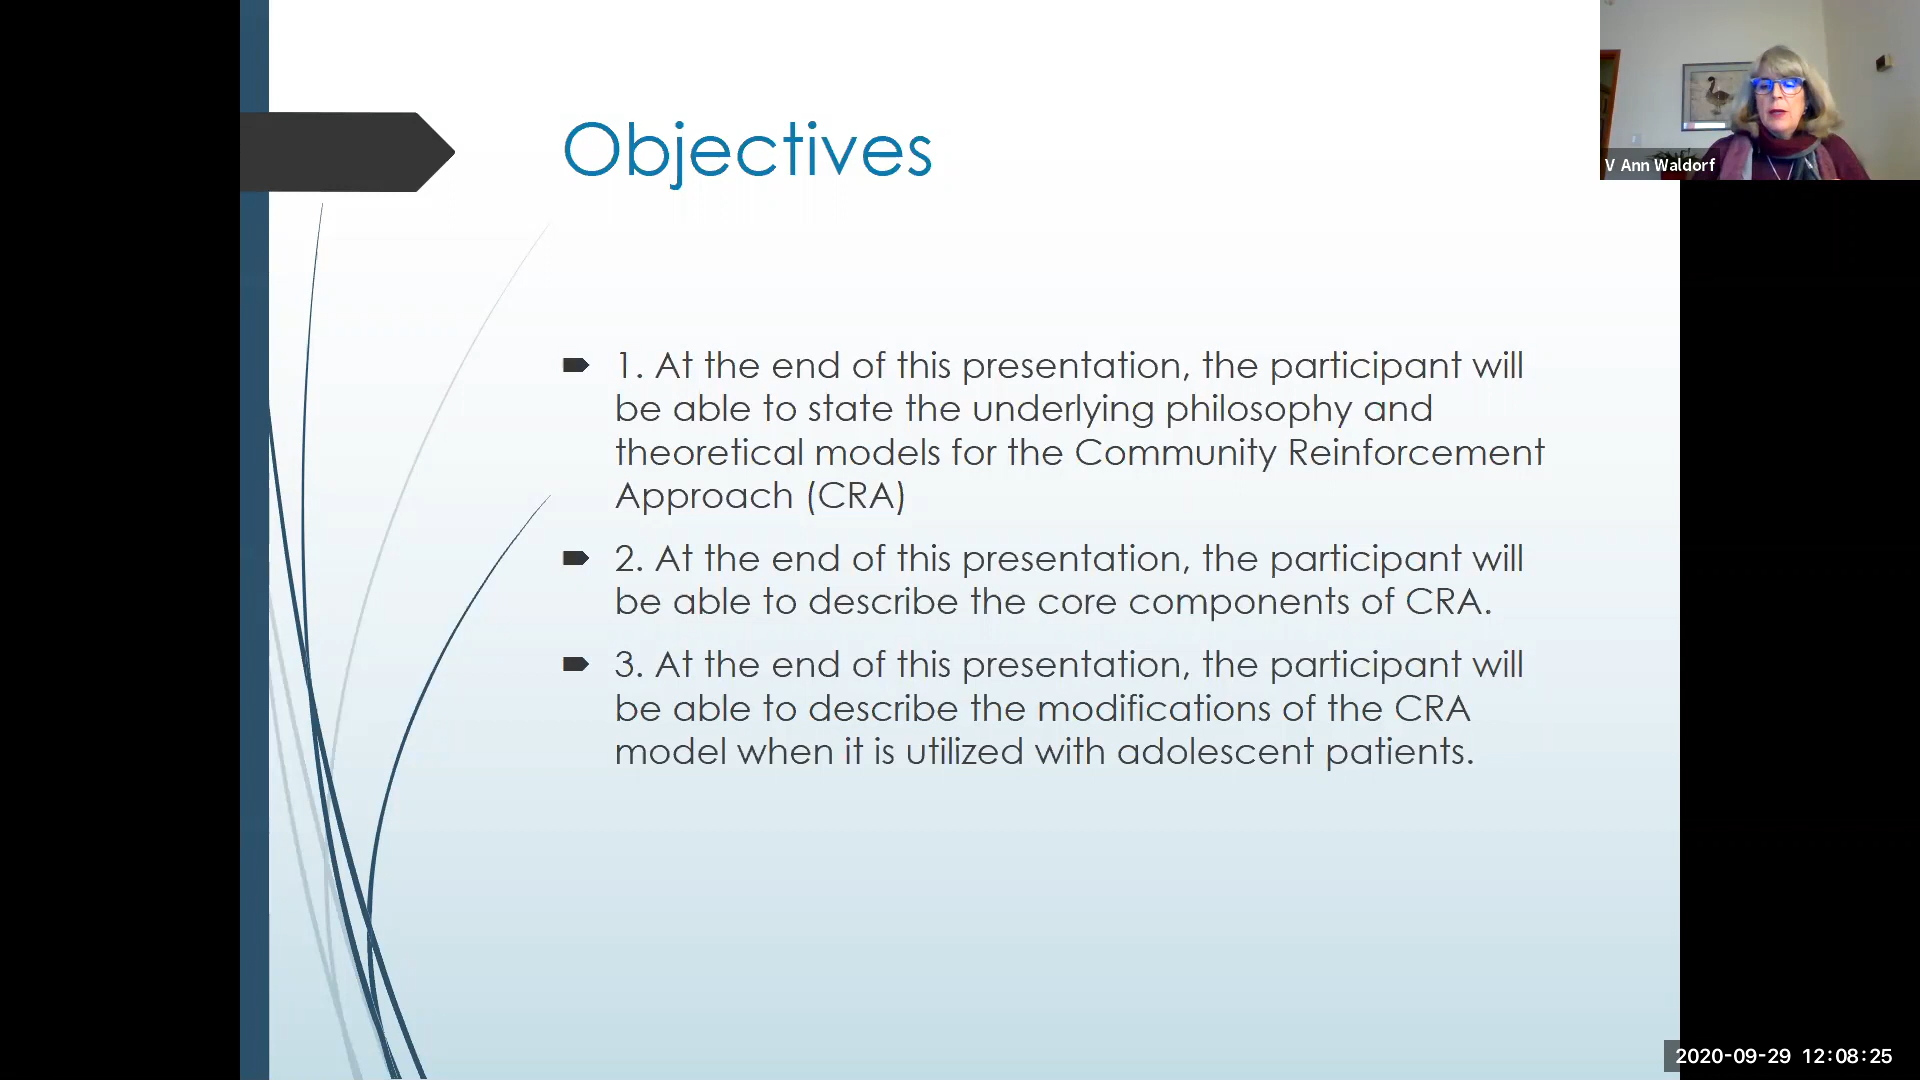 Objectives
1. At the end of this presentation, the participant will
be able to state the underlying philosophy and
theoretical models for the Community Reinforcement
Approach (CRA)
2. At the end of this presentation, the participant will
be able to describe the core components of CRA.
3. At the end of this presentation, the participant will
be able to describe the modifications of the CRA
model when it is utilized with adolescent patients.
V Ann Waldorf
2020-09-29 12:08:25